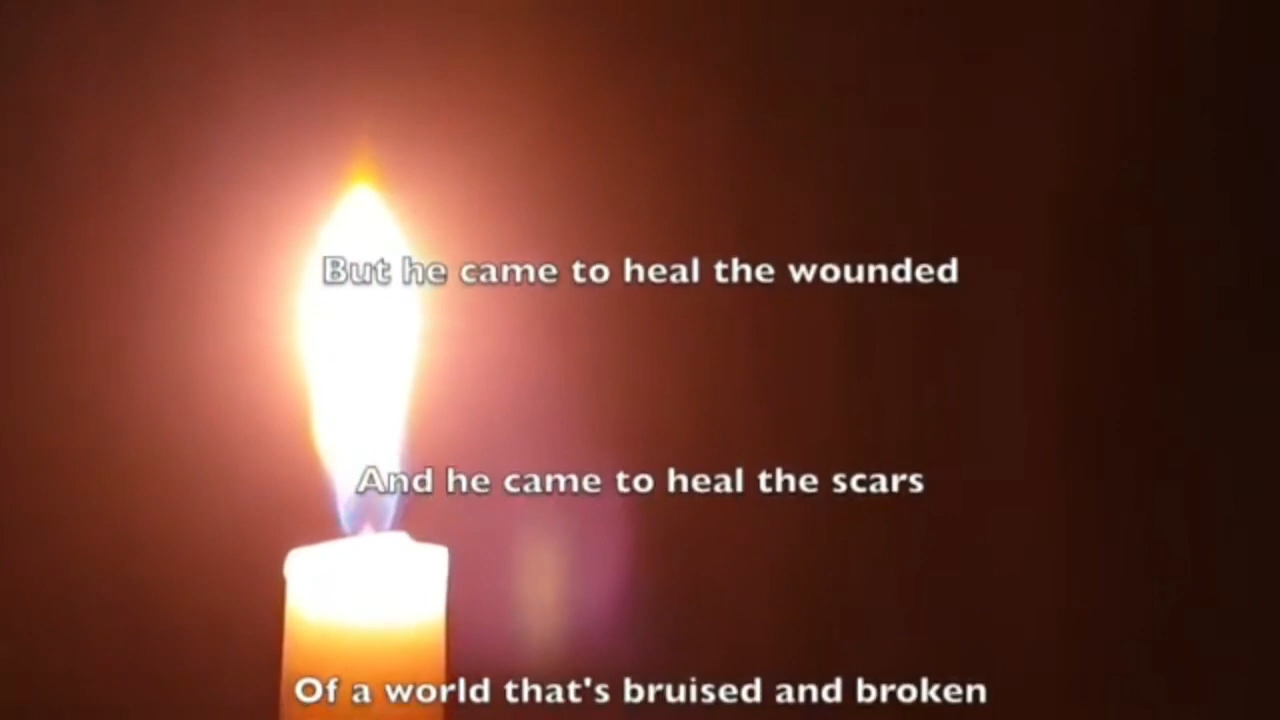 But he came to heal the wounded
And he came to heal the scars
Of a world that's bruised and broken